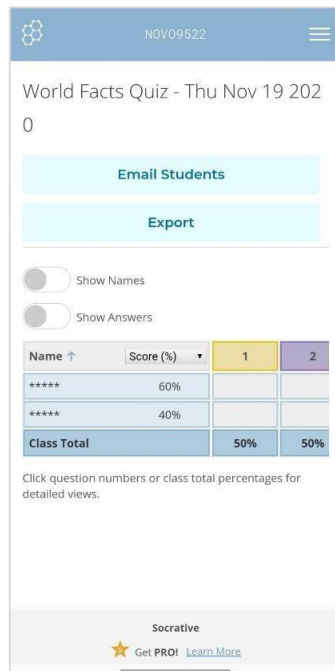 NOVO9522
World Facts Quiz - Thu Nov 19 202
0
Email Students
Export
Show Names
Show Answers
Name ↑ Score (%) ▼ 1 2
***** 60%
***** 40%
Class Total 50% 50%
Click question numbers or class total percentages for
detailed views.
Socrative
Get PRO! Learn More